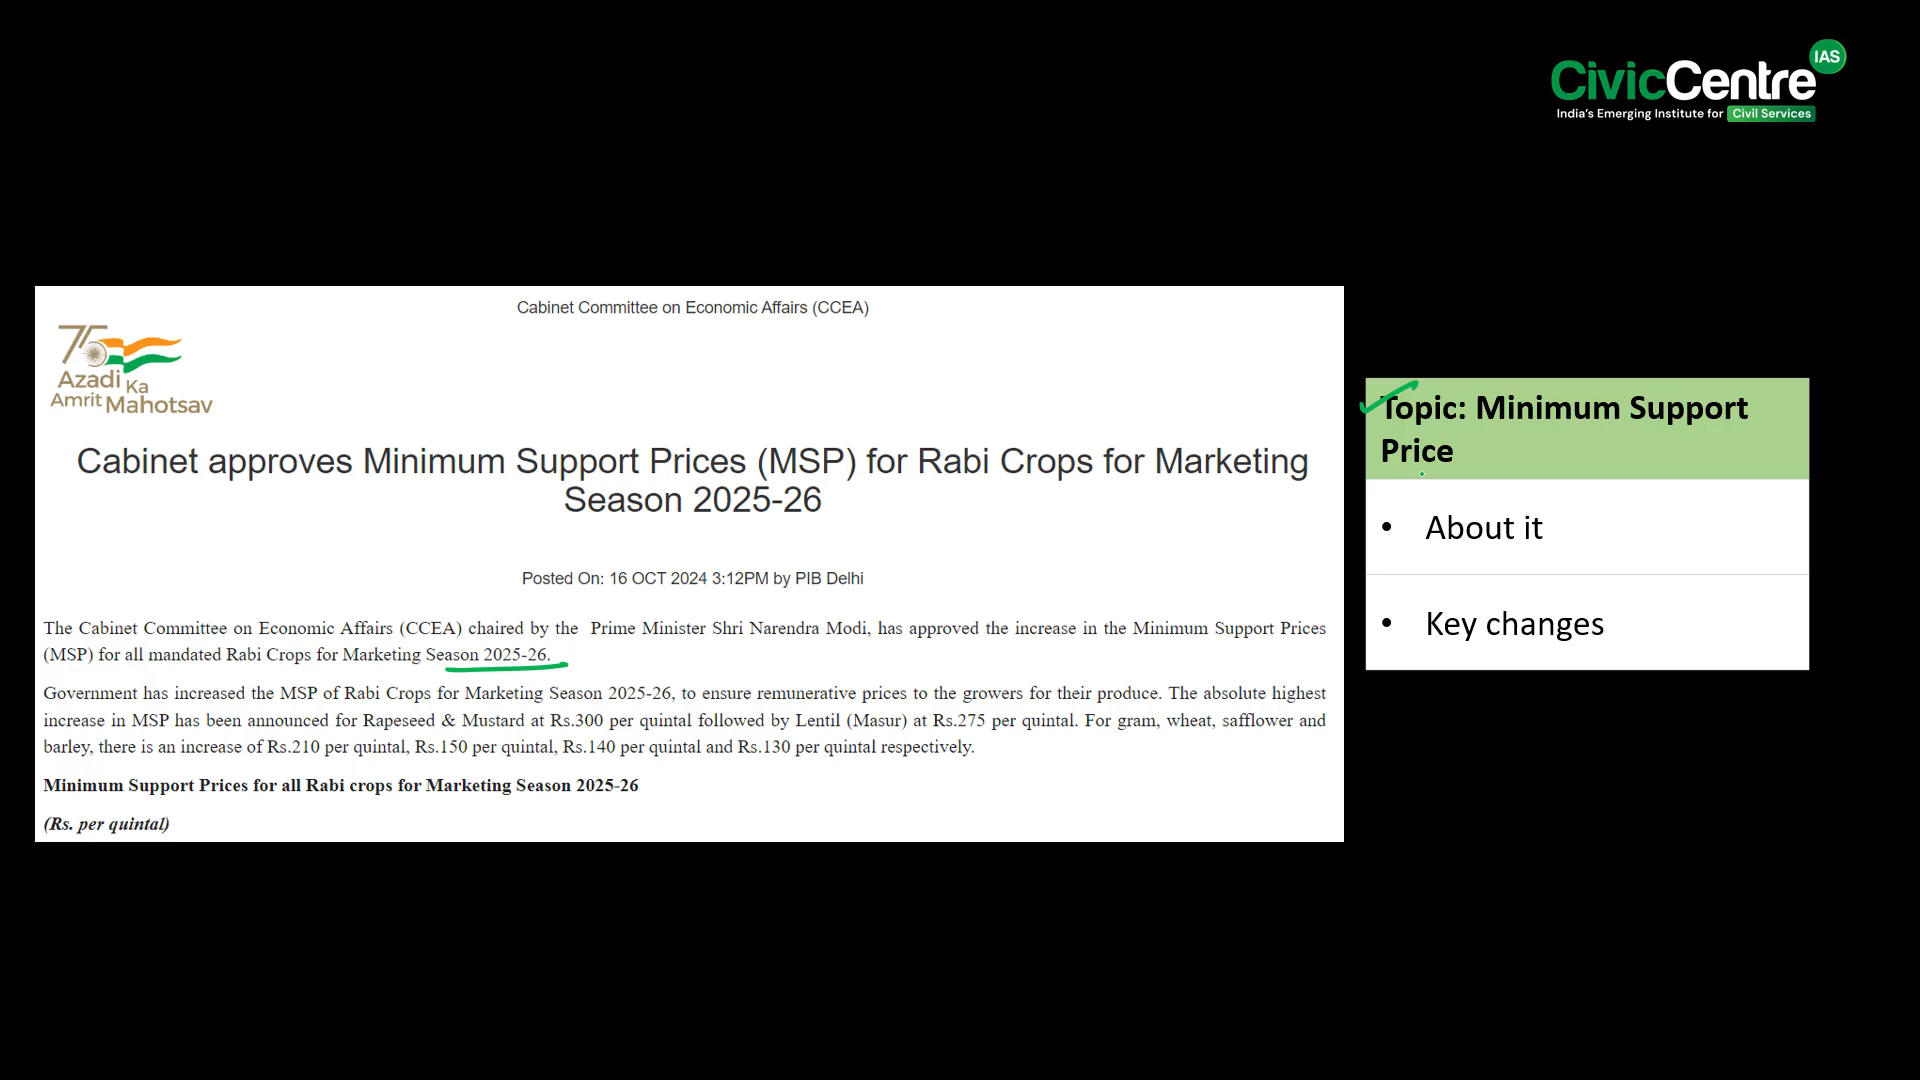 CivicCentre IAS
India's Emerging Institute for Civil Services
Cabinet Committee on Economic Affairs (CCEA)
75
Azadi Ka
Amrit Mahotsav
Cabinet approves Minimum Support Prices (MSP) for Rabi Crops for Marketing
Season 2025-26
Posted On: 16 OCT 2024 3:12PM by PIB Delhi
The Cabinet Committee on Economic Affairs (CCEA) chaired by the Prime Minister Shri Narendra Modi, has approved the increase in the Minimum Support Prices
(MSP) for all mandated Rabi Crops for Marketing Season 2025-26.
Government has increased the MSP of Rabi Crops for Marketing Season 2025-26, to ensure remunerative prices to the growers for their produce. The absolute highest
increase in MSP has been announced for Rapeseed & Mustard at Rs.300 per quintal followed by Lentil (Masur) at Rs.275 per quintal. For gram, wheat, safflower and
barley, there is an increase of Rs.210 per quintal, Rs.150 per quintal, Rs.140 per quintal and Rs.130 per quintal respectively.
Minimum Support Prices for all Rabi crops for Marketing Season 2025-26
(Rs. per quintal)
Topic: Minimum Support
Price
• About it
• Key changes